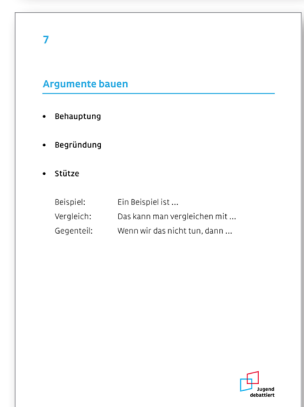 7
Argumente bauen
• Behauptung
• Begründung
• Stütze
Beispiel: Ein Beispiel ist ...
Vergleich: Das kann man vergleichen mit ...
Gegenteil: Wenn wir das nicht tun, dann ...
Jugend
debattiert